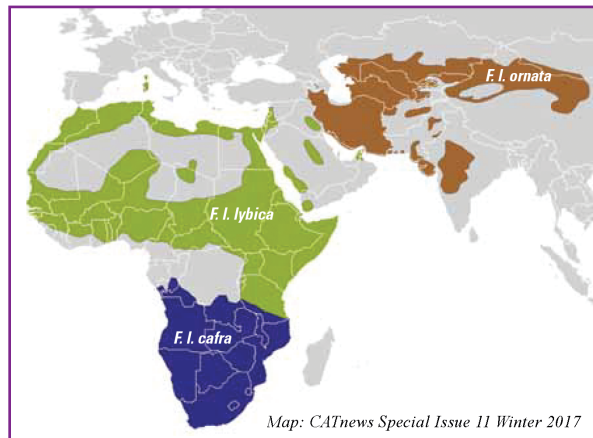 F. l. ornata
F. l. lybica
F. l. cafra
Map: CATnews Special Issue 11 Winter 2017